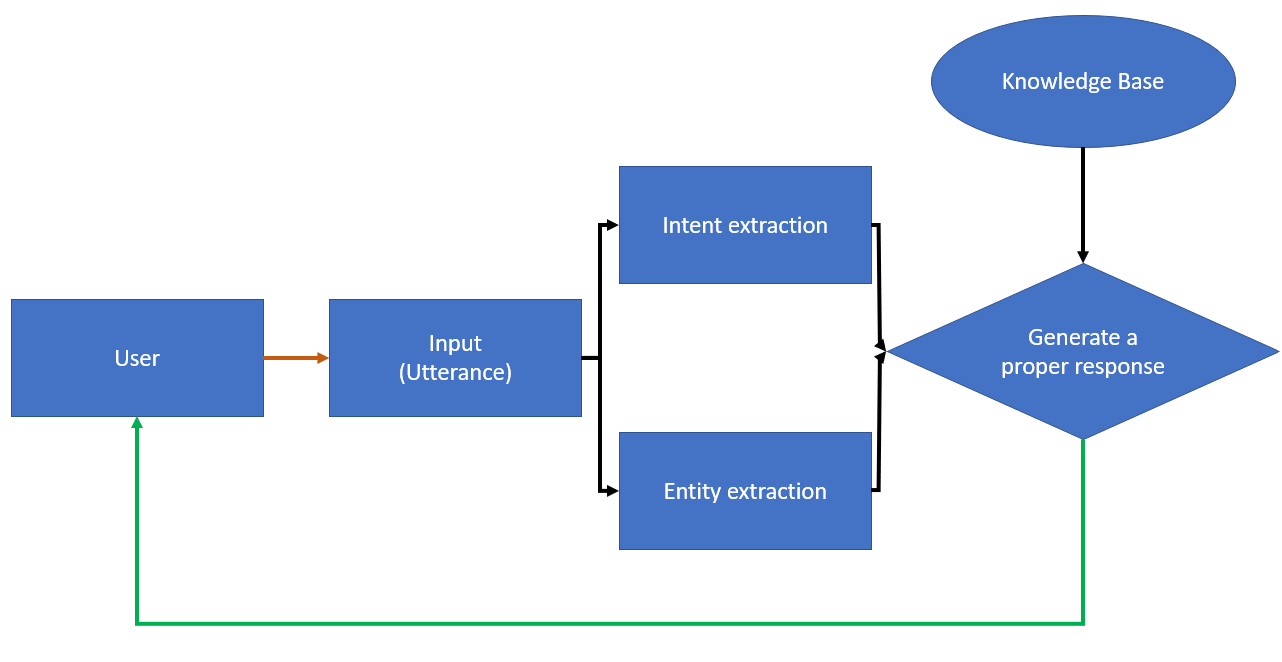 Knowledge Base
Intent extraction
User
Input
(Utterance)
Generate a
proper response
Entity extraction